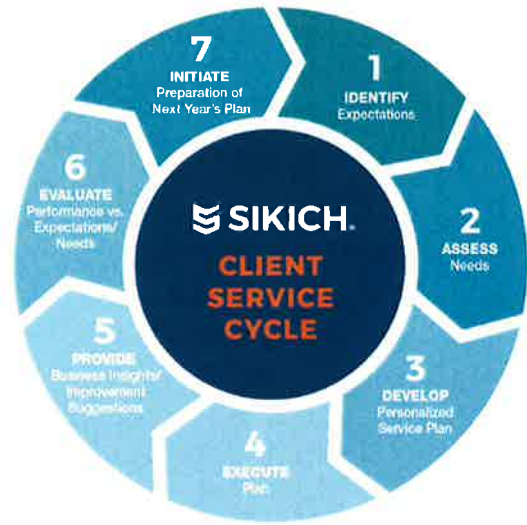 1
IDENTIFY
Expectations
2
ASSESS
Needs
3
DEVELOP
Personalized
Service Plan
4
EXECUTE
Plan
5
PROVIDE
Business Insights/
Improvement
Suggestions
6
EVALUATE
Performance vs.
Expectations/
Needs
7
INITIATE
Preparation of
Next Year's Plan
SIKICH.
CLIENT
SERVICE
CYCLE